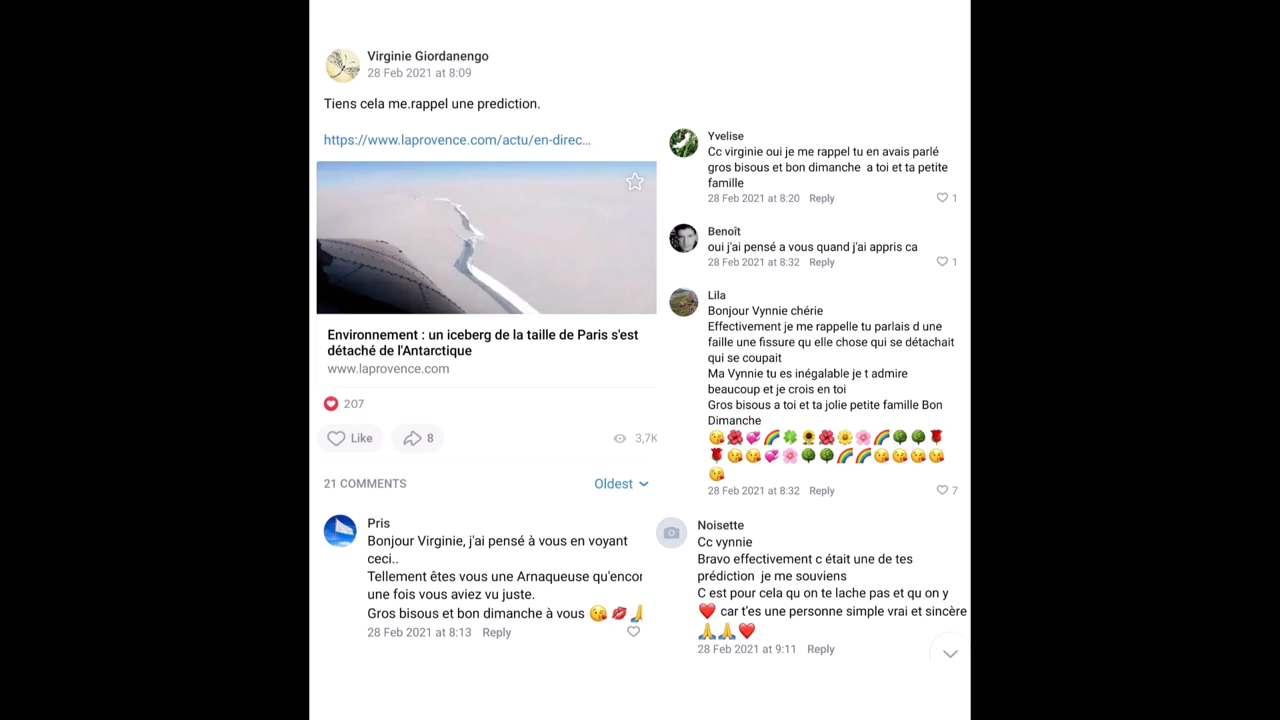 Virginie Giordanengo
28 Feb 2021 at 8:09
Tiens cela me.rappel une prediction.
https://www.laprovence.com/actu/en-direc...
Environnement : un iceberg de la taille de Paris s'est
détaché de l'Antarctique
www.laprovence.com
207
Like
8
3,7K
21 COMMENTS
Oldest
Pris
Bonjour Virginie, j'ai pensé à vous en voyant
ceci..
Tellement êtes vous une Arnaqueuse qu'encor
une fois vous aviez vu juste.
Gros bisous et bon dimanche à vous 😘 💋 🙏
28 Feb 2021 at 8:13 Reply
Yvelise
Cc virginie oui je me rappel tu en avais parlé
gros bisous et bon dimanche a toi et ta petite
famille
28 Feb 2021 at 8:20 Reply 1
Benoît
oui j'ai pensé a vous quand j'ai appris ca
28 Feb 2021 at 8:32 Reply 1
Lila
Bonjour Vynnie chérie
Effectivement je me rappelle tu parlais d une
faille une fissure qu elle chose qui se détachait
qui se coupait
Ma Vynnie tu es inégalable je t admire
beaucoup et je crois en toi
Gros bisous a toi et ta jolie petite famille Bon
Dimanche
😘🌺💞🌈🍀🌻🌺🌼🌸🌈🌳🌳🌹
🌹😘😘💞🌸🌳🌳🌈🌈😘😘😘😘
😘
28 Feb 2021 at 8:32 Reply 7
Noisette
Cc vynnie
Bravo effectivement c était une de tes
prédiction je me souviens
C est pour cela qu on te lache pas et qu on y
❤️ car t'es une personne simple vrai et sincère
🙏🙏❤️
28 Feb 2021 at 9:11 Reply